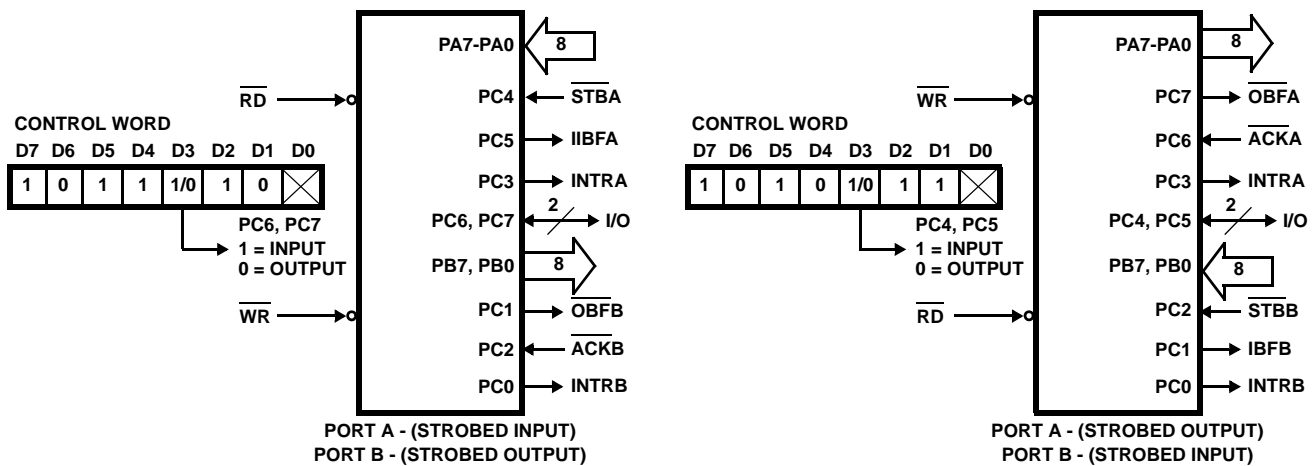 PA7-PA0 8
RD PC4 STBA
CONTROL WORD
PC5 IIBFA
D7 D6 D5 D4 D3 D2 D1 D0
1 0 1 1 1/0 1 0
PC3 INTRA
PC6, PC7 2 I/O
PC6, PC7
1 = INPUT
0 = OUTPUT
PB7, PB0 8
WR PC1 OBFB
PC2 ACKB
PC0 INTRB
PORT A - (STROBED INPUT)
PORT B - (STROBED OUTPUT)
PA7-PA0 8
WR PC7 OBFA
CONTROL WORD
PC6 ACKA
D7 D6 D5 D4 D3 D2 D1 D0
1 0 1 0 1/0 1 1
PC3 INTRA
PC4, PC5 2 I/O
PC4, PC5
1 = INPUT
0 = OUTPUT
PB7, PB0 8
RD PC2 STBB
PC1 IBFB
PC0 INTRB
PORT A - (STROBED OUTPUT)
PORT B - (STROBED INPUT)